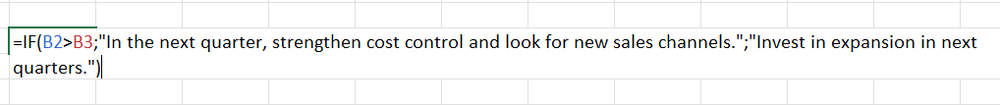 =IF(B2>B3;"In the next quarter, strengthen cost control and look for new sales channels.";"Invest in expansion in next
quarters.")